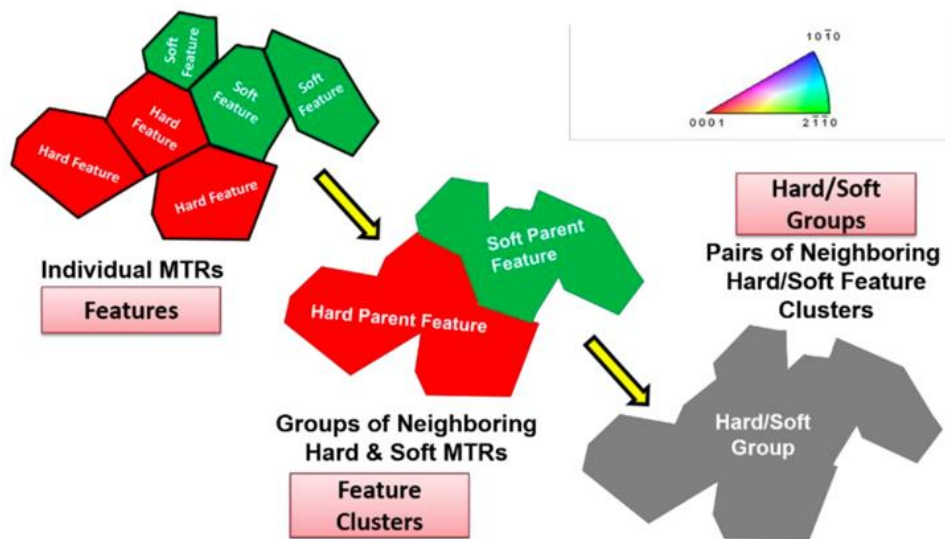 Soft
Feature
Soft
Feature
Soft
Feature
Hard
Feature
Hard Feature
Hard Feature
Individual MTRs
Features
Soft Parent
Feature
Hard Parent Feature
Groups of Neighboring
Hard & Soft MTRs
Feature
Clusters
101̄0
0001
21̄1̄0
Hard/Soft
Groups
Pairs of Neighboring
Hard/Soft Feature
Clusters
Hard/Soft
Group